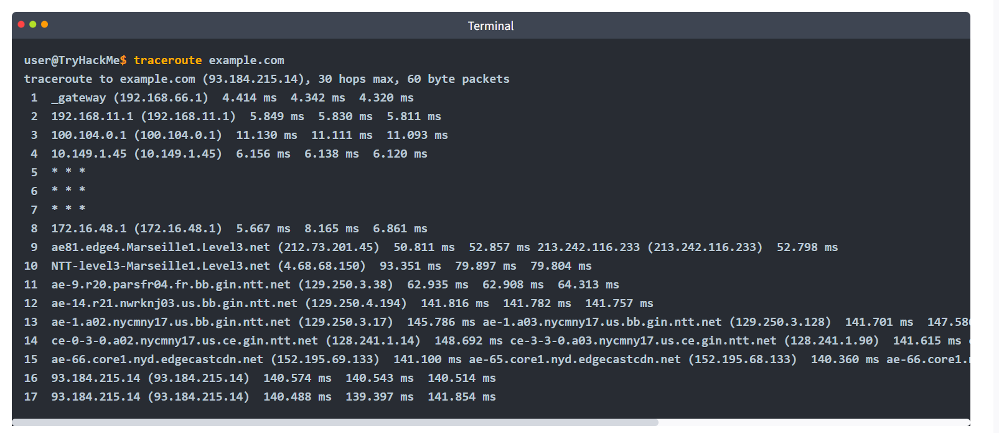 Terminal
user@TryHackMe$ traceroute example.com
traceroute to example.com (93.184.215.14), 30 hops max, 60 byte packets
1 _gateway (192.168.66.1) 4.414 ms 4.342 ms 4.320 ms
2 192.168.11.1 (192.168.11.1) 5.849 ms 5.830 ms 5.811 ms
3 100.104.0.1 (100.104.0.1) 11.130 ms 11.111 ms 11.093 ms
4 10.149.1.45 (10.149.1.45) 6.156 ms 6.138 ms 6.120 ms
5 * * *
6 * * *
7 * * *
8 172.16.48.1 (172.16.48.1) 5.667 ms 8.165 ms 6.861 ms
9 ae81.edge4.Marseille1.Level3.net (212.73.201.45) 50.811 ms 52.857 ms 213.242.116.233 (213.242.116.233) 52.798 ms
10 NTT-level3-Marseille1.Level3.net (4.68.68.150) 93.351 ms 79.897 ms 79.804 ms
11 ae-9.r20.parsfr04.fr.bb.gin.ntt.net (129.250.3.38) 62.935 ms 62.908 ms 64.313 ms
12 ae-14.r21.nwrknj03.us.bb.gin.ntt.net (129.250.4.194) 141.816 ms 141.782 ms 141.757 ms
13 ae-1.a02.nycmny17.us.bb.gin.ntt.net (129.250.3.17) 145.786 ms ae-1.a03.nycmny17.us.bb.gin.ntt.net (129.250.3.128) 141.701 ms
14 ce-0-3-0.a02.nycmny17.us.ce.gin.ntt.net (128.241.1.14) 148.692 ms ce-3-3-0.a03.nycmny17.us.ce.gin.ntt.net (128.241.1.90) 141.615 ms
15 ae-66.core1.nyd.edgecastcdn.net (152.195.69.133) 141.100 ms ae-65.core1.nyd.edgecastcdn.net (152.195.68.133) 140.360 ms
16 93.184.215.14 (93.184.215.14) 140.574 ms 140.543 ms 140.514 ms
17 93.184.215.14 (93.184.215.14) 140.488 ms 139.397 ms 141.854 ms